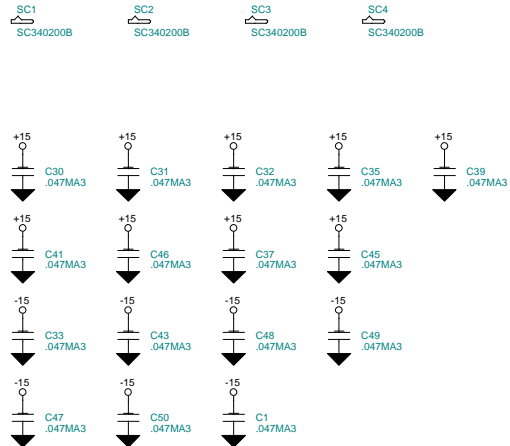 SC1 SC2 SC3 SC4
SC340200B SC340200B SC340200B SC340200B
+15 +15 +15 +15 +15
C30 C31 C32 C35 C39
.047MA3 .047MA3 .047MA3 .047MA3 .047MA3
+15 +15 +15 +15
C41 C46 C37 C45
.047MA3 .047MA3 .047MA3 .047MA3
-15 -15 -15 -15
C33 C43 C48 C49
.047MA3 .047MA3 .047MA3 .047MA3
-15 -15 -15
C47 C50 C1
.047MA3 .047MA3 .047MA3